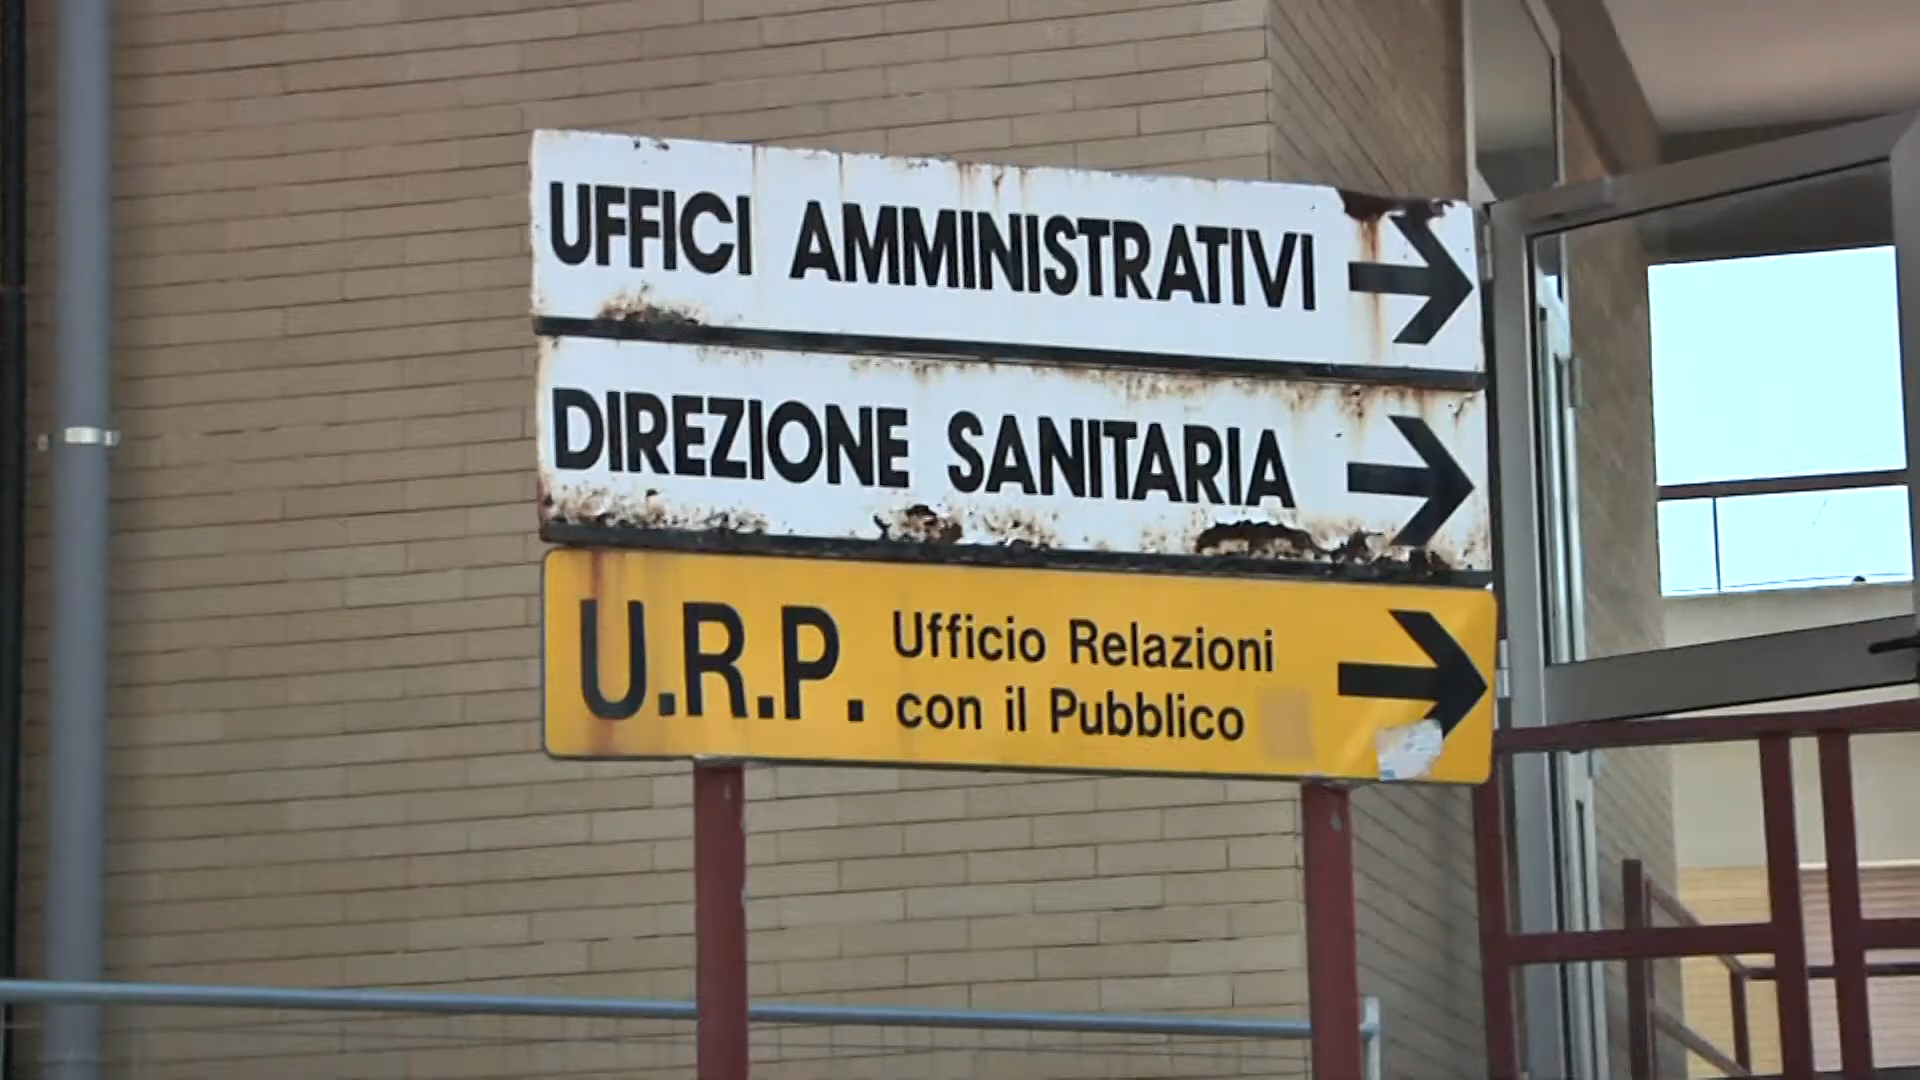 UFFICI AMMINISTRATIVI
DIREZIONE SANITARIA
U.R.P.
Ufficio Relazioni
con il Pubblico